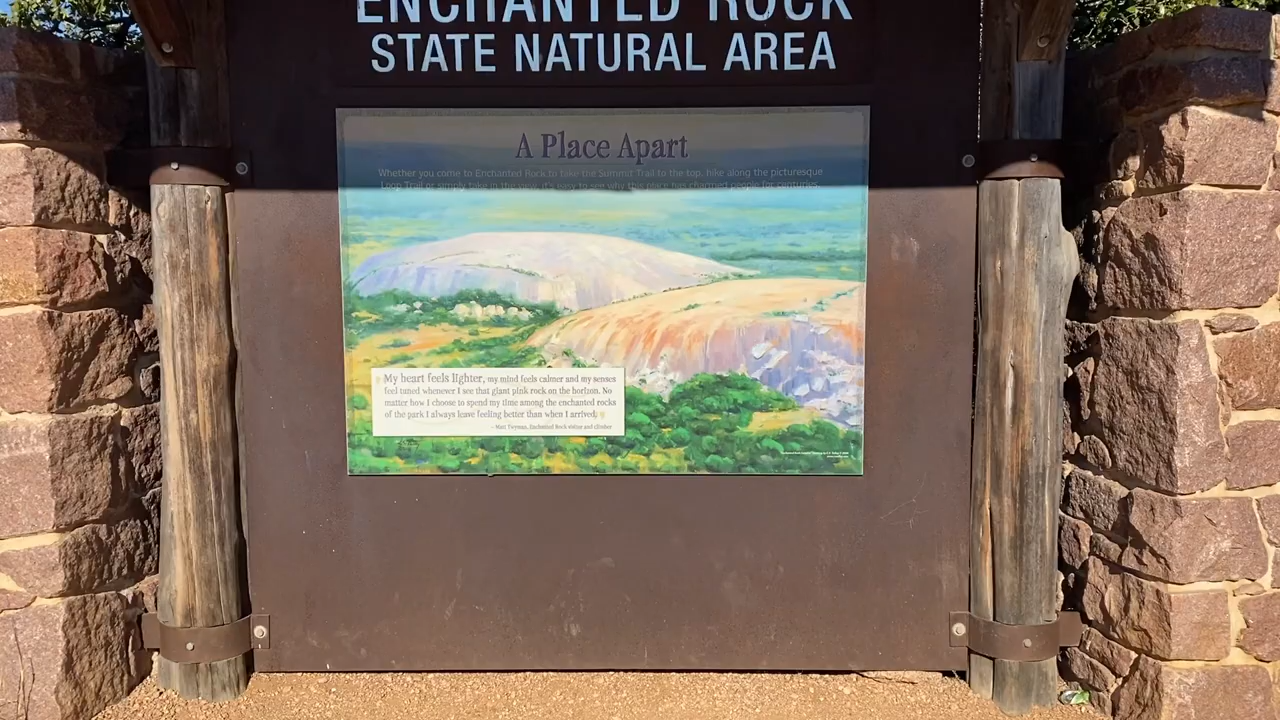 ENCHANTED ROCK
STATE NATURAL AREA
A Place Apart
Whether you come to Enchanted Rock to take the Summit Trail to the top, hike along the picturesque
Loop Trail or simply take in the view, it's easy to see why this place has charmed people for centuries.
My heart feels lighter, my mind feels calmer and my senses
feel tuned whenever I see that giant pink rock on the horizon. No
matter how I choose to spend my time among the enchanted rocks
of the park I always leave feeling better than when I arrived.
– Matt Twyman, Enchanted Rock visitor and climber